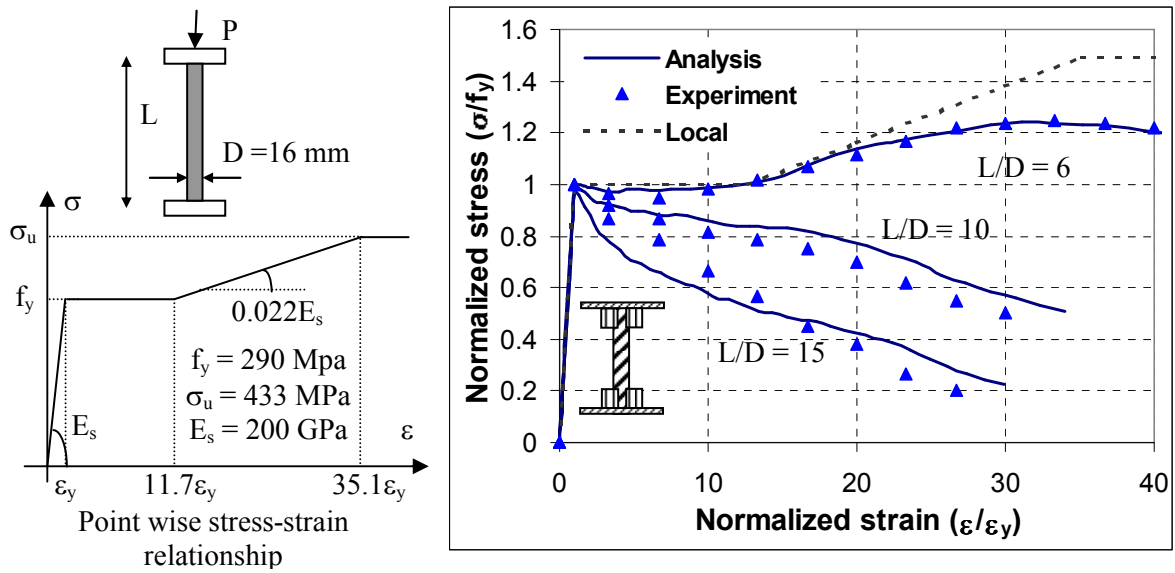 P
L
D =16 mm
σ
σu
fy
0.022Es
fy = 290 Mpa
σu = 433 MPa
Es = 200 GPa
Es
ε
εy
11.7εy
35.1εy
Point wise stress-strain
relationship
Normalized stress (σ/fy)
1.6
1.4
1.2
1
0.8
0.6
0.4
0.2
0
Analysis
Experiment
Local
L/D = 6
L/D = 10
L/D = 15
0
10
20
30
40
Normalized strain (ε/εy)